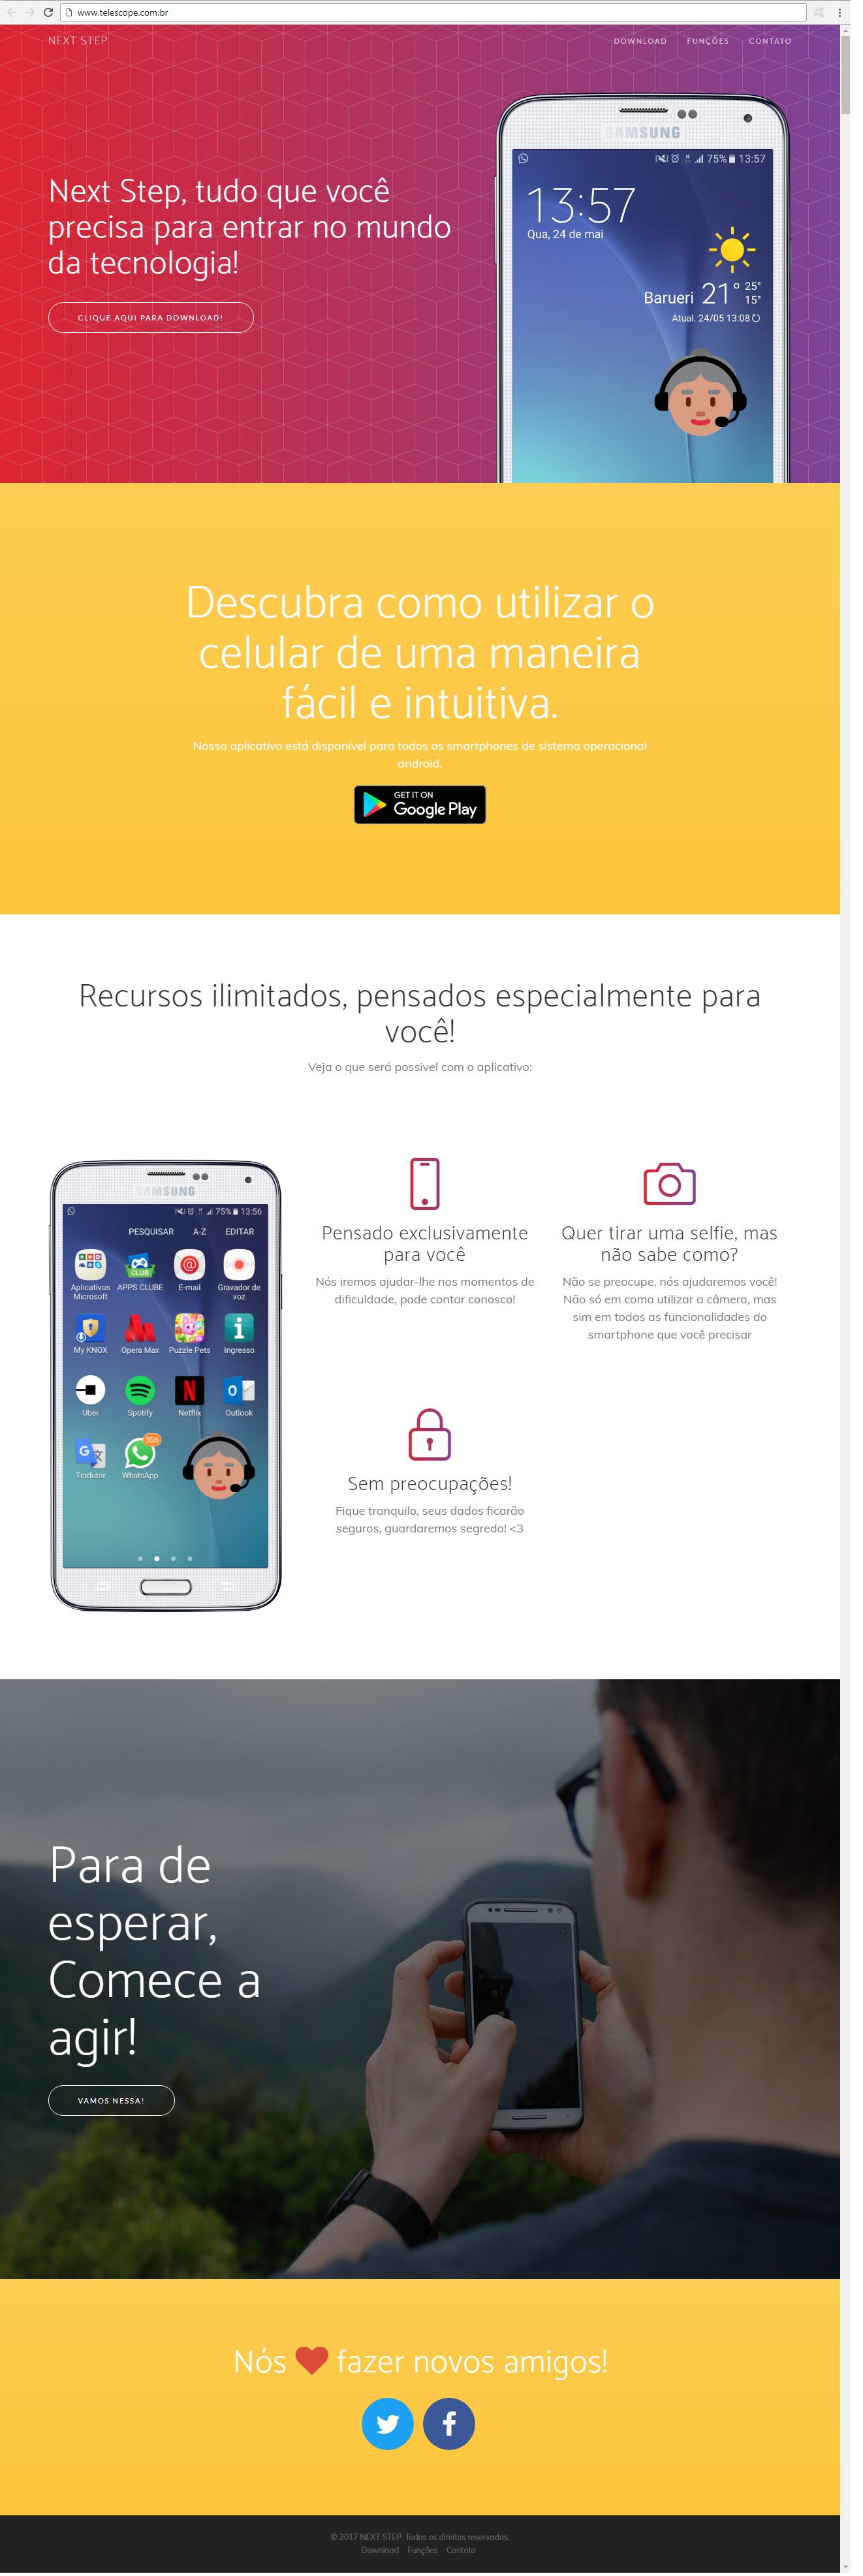 www.telescope.com.br
NEXT STEP
DOWNLOAD FUNÇÕES CONTATO
SAMSUNG
75% 13:57
13:57
Qua, 24 de mai
Barueri 21° 25°
15°
Atual. 24/05 13:08
Next Step, tudo que você
precisa para entrar no mundo
da tecnologia!
CLIQUE AQUI PARA DOWNLOAD!
Descubra como utilizar o
celular de uma maneira
fácil e intuitiva.
Nosso aplicativo está disponível para todos os smartphones de sistema operacional
android.
GET IT ON
Google Play
Recursos ilimitados, pensados especialmente para
você!
Veja o que será possivel com o aplicativo:
SAMSUNG
75% 13:56
PESQUISAR A-Z EDITAR
CLUB
Aplicativos APPS CLUBE E-mail Gravador de
Microsoft voz
My KNOX Opera Max Puzzle Pets Ingresso
Uber Spotify Netflix Outlook
306
Tradutor WhatsApp
Pensado exclusivamente
para você
Nós iremos ajudar-lhe nos momentos de
dificuldade, pode contar conosco!
Quer tirar uma selfie, mas
não sabe como?
Não se preocupe, nós ajudaremos você!
Não só em como utilizar a câmera, mas
sim em todas as funcionalidades do
smartphone que você precisar
Sem preocupações!
Fique tranquilo, seus dados ficarão
seguros, guardaremos segredo! <3
Para de
esperar,
Comece a
agir!
VAMOS NESSA!
Nós ❤ fazer novos amigos!
© 2017 NEXT STEP. Todos os direitos reservados.
Download Funções Contato